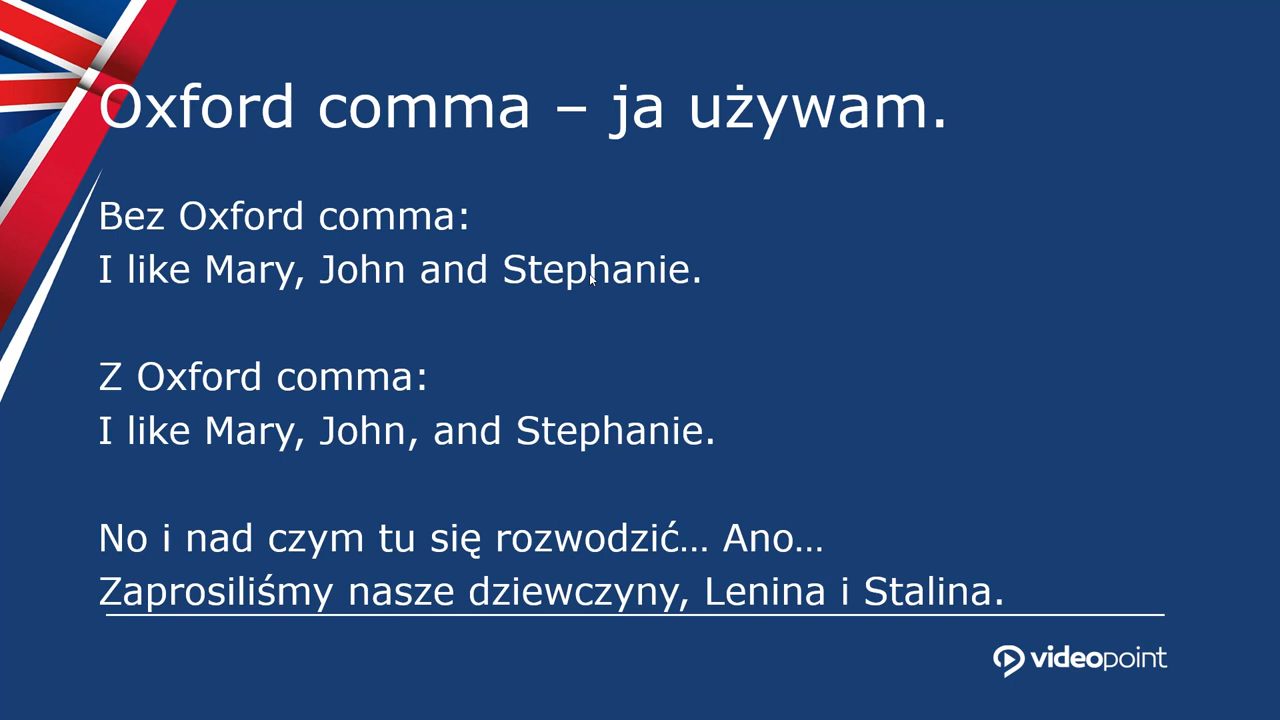 Oxford comma – ja używam.
Bez Oxford comma:
I like Mary, John and Stephanie.
Z Oxford comma:
I like Mary, John, and Stephanie.
No i nad czym tu się rozwodzić… Ano…
Zaprosiliśmy nasze dziewczyny, Lenina i Stalina.
videopoint